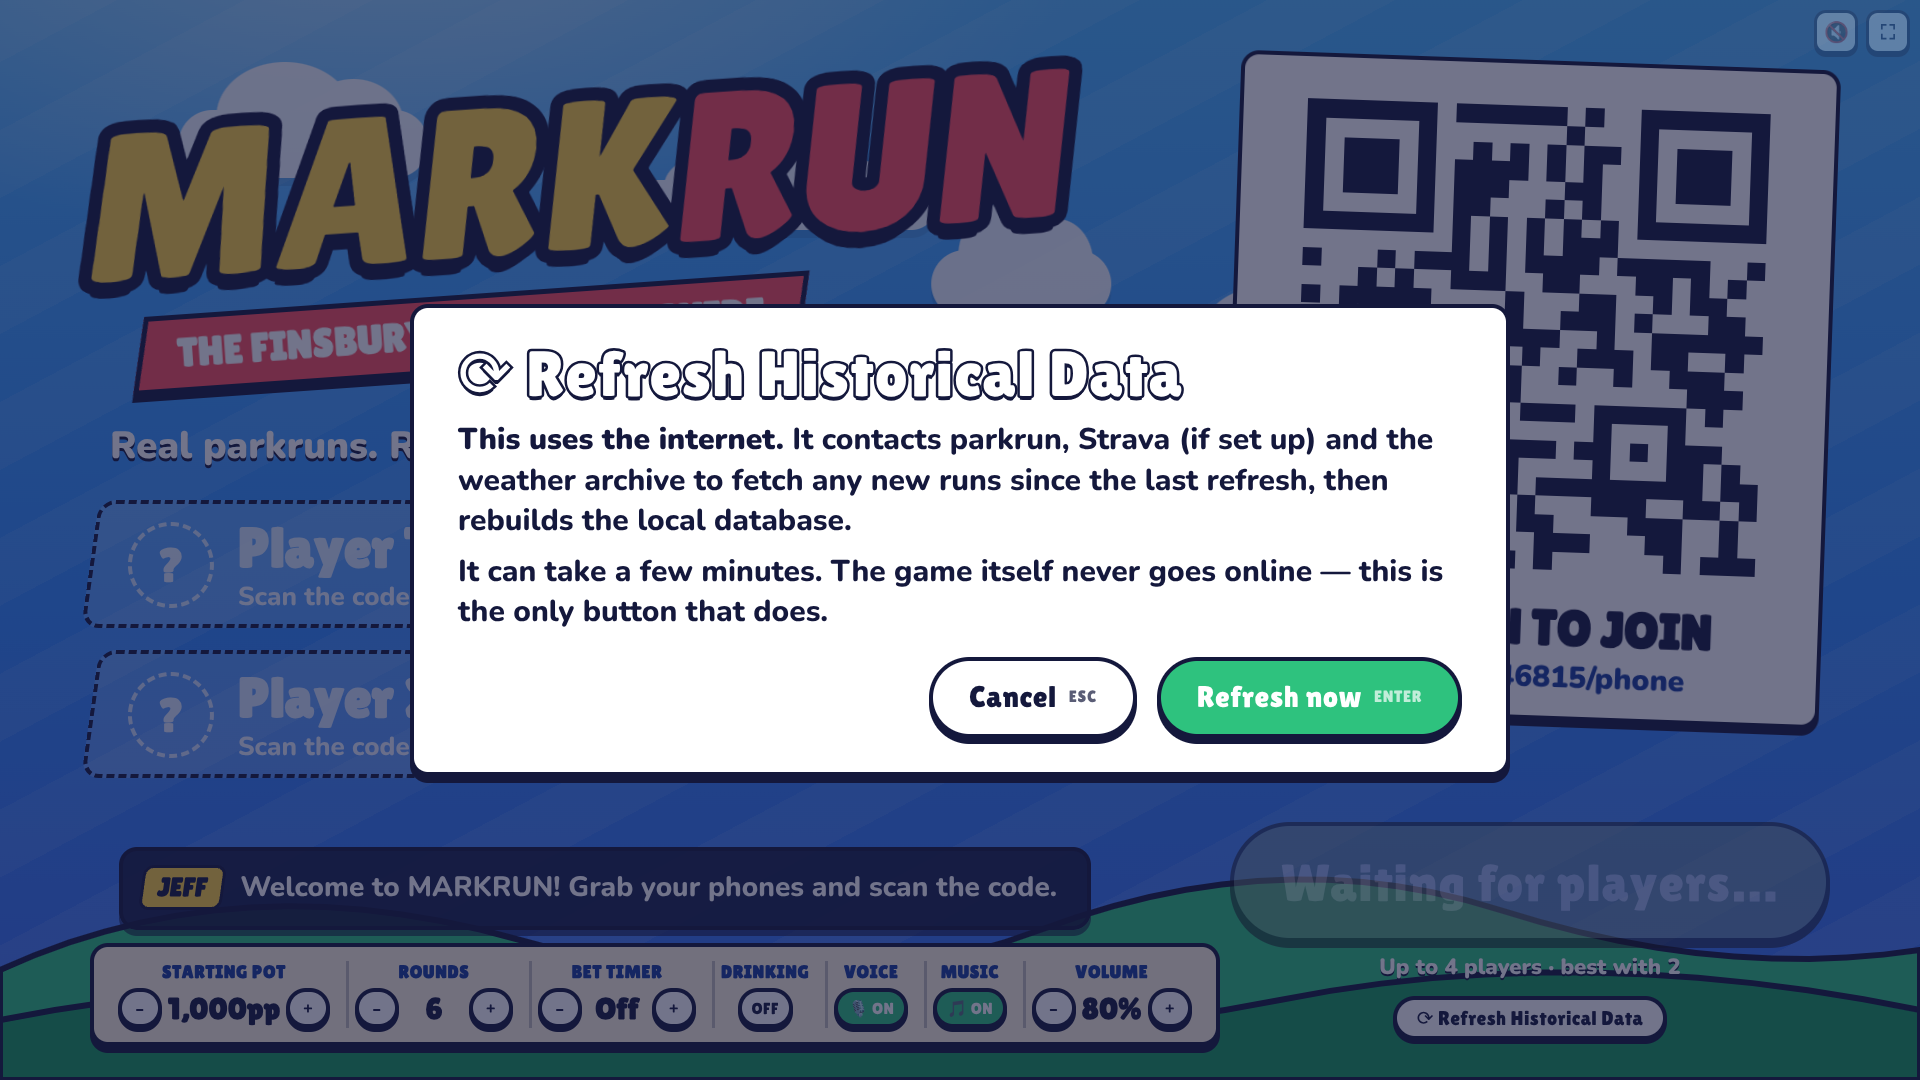 MARKRUN
THE FINSBURY
Real parkruns.
Player
Scan the code
Player
Scan the code
⟳ Refresh Historical Data
This uses the internet. It contacts parkrun, Strava (if set up) and the
weather archive to fetch any new runs since the last refresh, then
rebuilds the local database.
It can take a few minutes. The game itself never goes online — this is
the only button that does.
Cancel ESC
Refresh now ENTER
TO JOIN
46815/phone
JEFF Welcome to MARKRUN! Grab your phones and scan the code.
Waiting for players...
Up to 4 players · best with 2
⟳ Refresh Historical Data
STARTING POT
- 1,000pp +
ROUNDS
- 6 +
BET TIMER
- Off +
DRINKING
OFF
VOICE
ON
MUSIC
ON
VOLUME
- 80% +